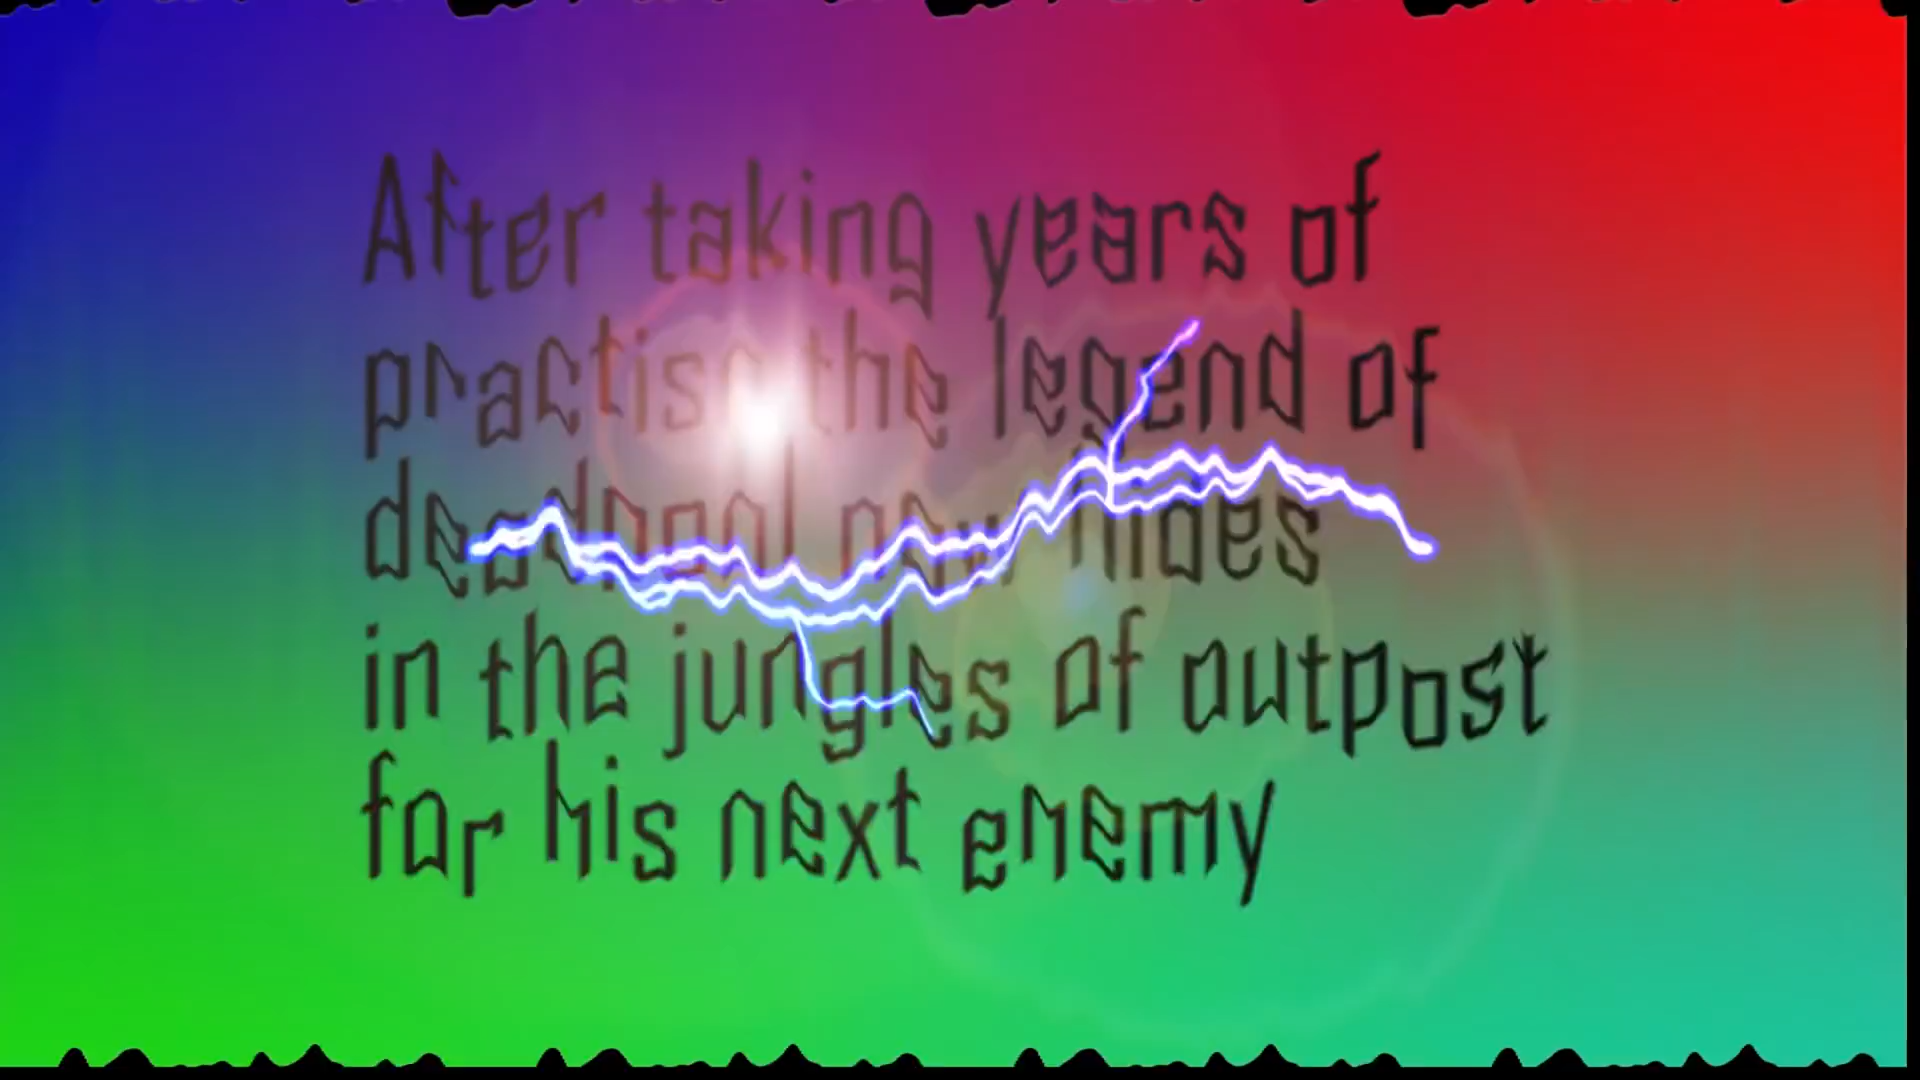 After taking years of
practise the legend of
deadpool now hides
in the jungles of outpost
for his next enemy